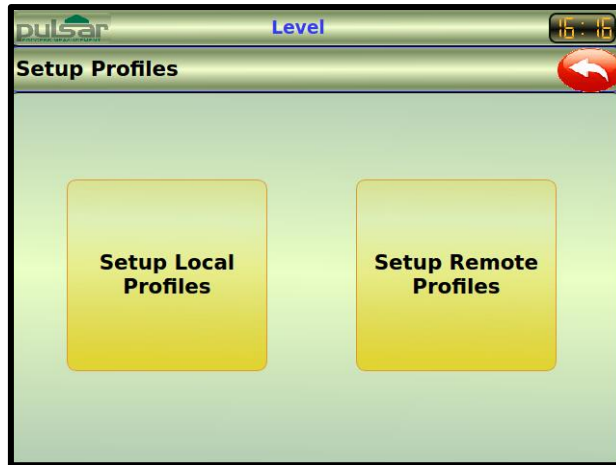 pulsar
Level
16:16
Setup Profiles
Setup Local
Profiles
Setup Remote
Profiles